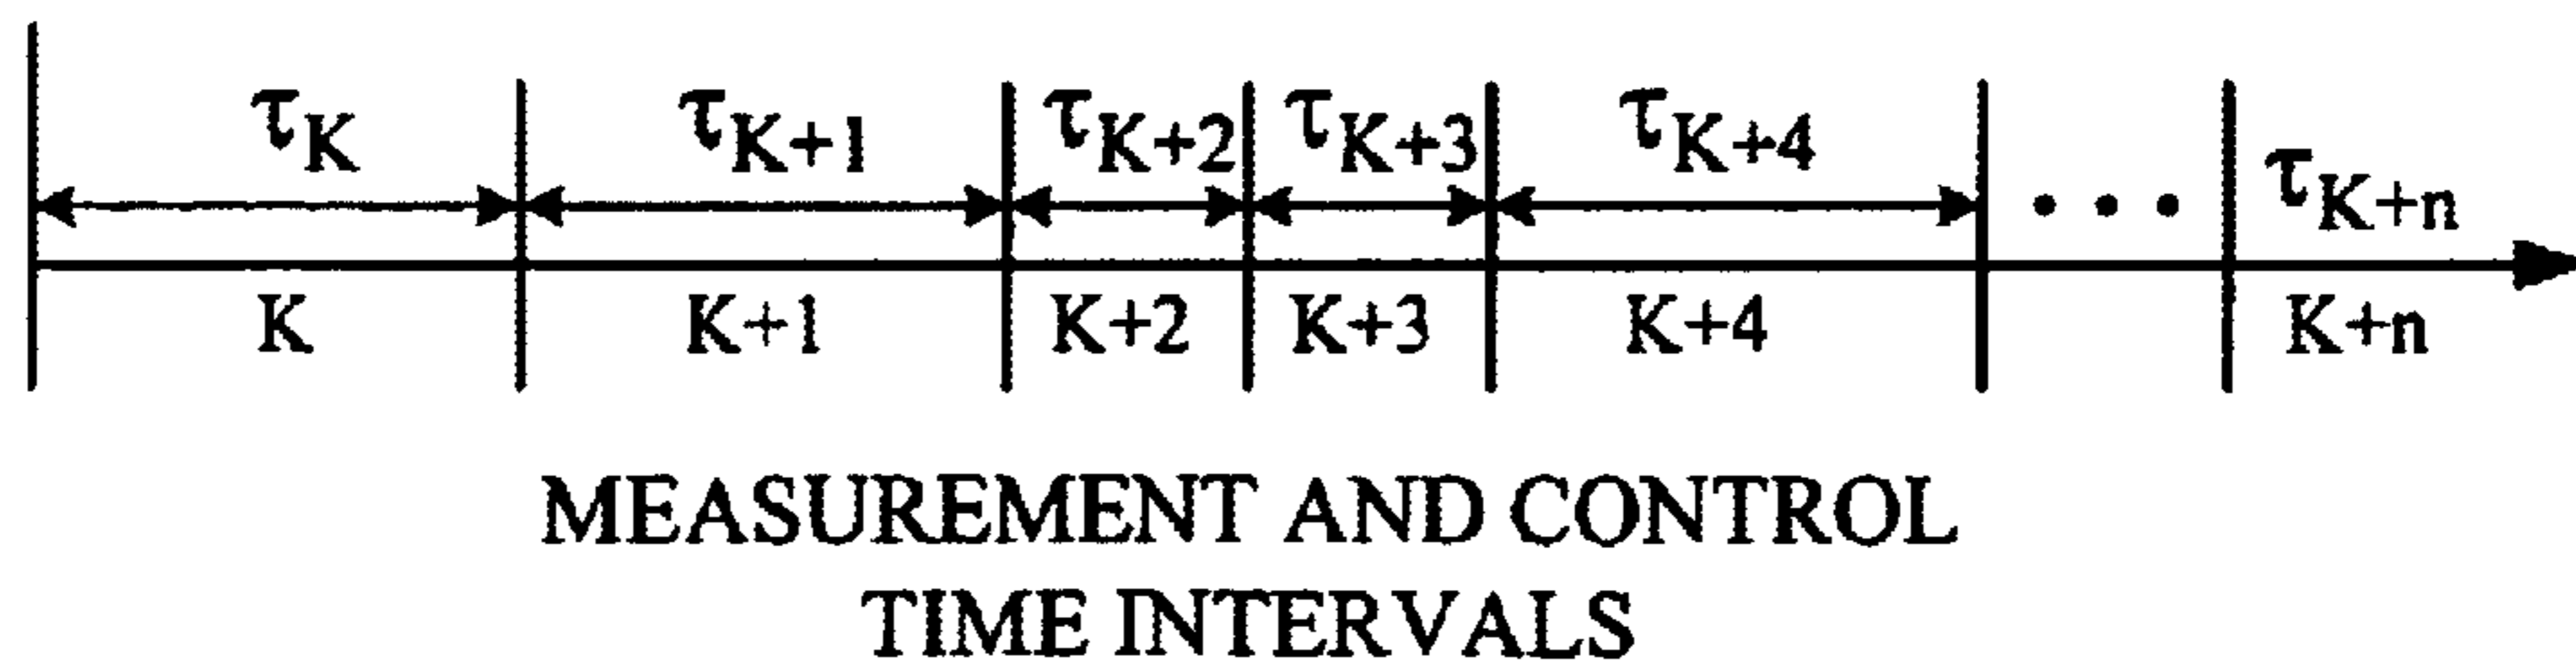 τK τK+1 τK+2 τK+3 τK+4 • • • τK+n
K K+1 K+2 K+3 K+4 K+n
MEASUREMENT AND CONTROL
TIME INTERVALS